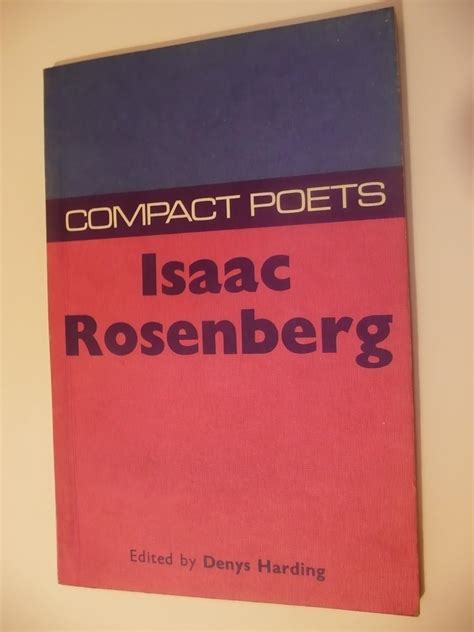 COMPACT POETS
Isaac
Rosenberg
Edited by Denys Harding